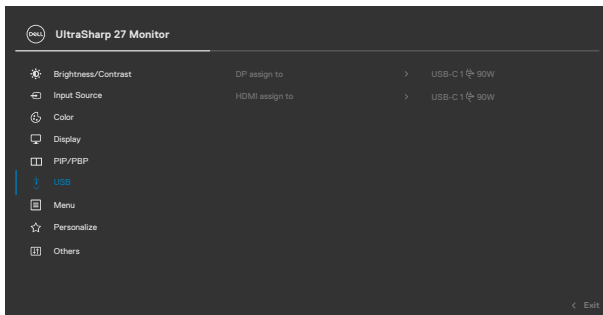 DELL UltraSharp 27 Monitor
Brightness/Contrast DP assign to > USB-C 1 90W
Input Source HDMI assign to > USB-C 1 90W
Color
Display
PIP/PBP
USB
Menu
Personalize
Others
< Exit